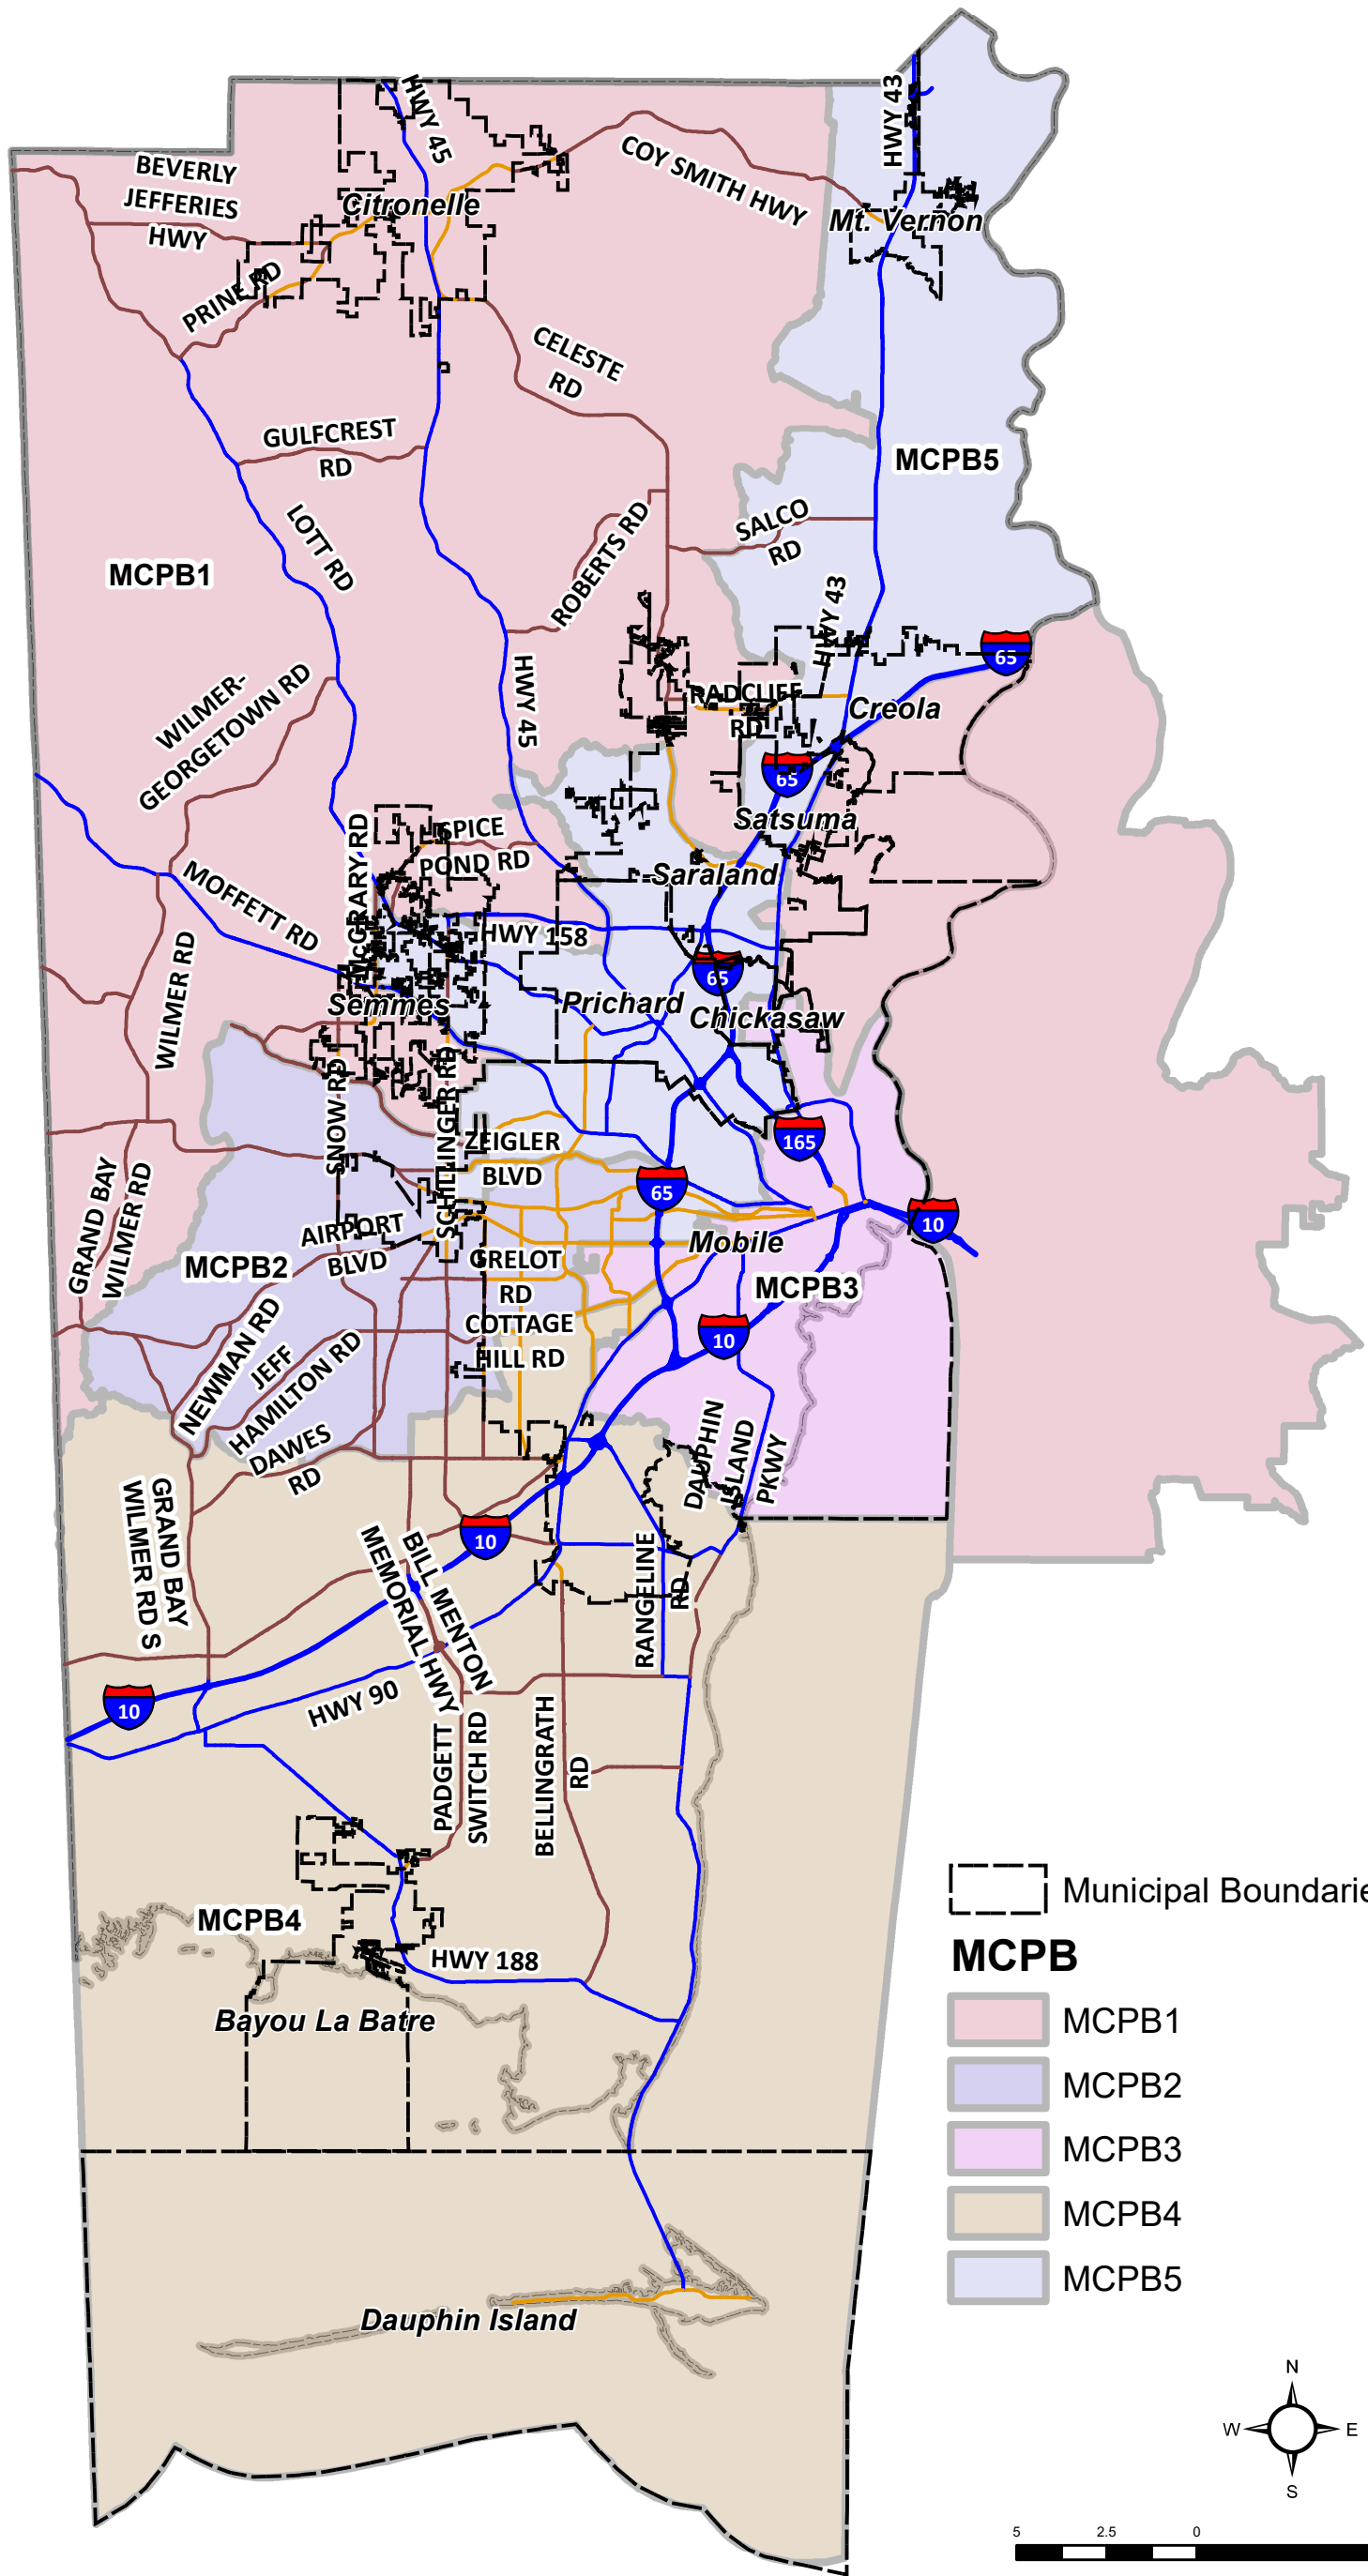 HWY 45
HWY 43
BEVERLY
JEFFERIES
HWY
COY SMITH HWY
Citronelle
Mt. Vernon
PRINE RD
CELESTE
RD
GULFCREST
RD
MCPB5
LOTT RD
ROBERTS RD
SALCO
RD
MCPB1
HWY 43
65
WILMER-
GEORGETOWN RD
HWY 45
RADCLIFF
RD
Creola
65
Satsuma
SPICE
POND RD
McCRARY RD
MOFFETT RD
Saraland
HWY 158
WILMER RD
65
Semmes
Prichard
Chickasaw
SNOW RD
SCHILLINGER RD
ZEIGLER
BLVD
165
65
GRAND BAY
WILMER RD
10
AIRPORT
BLVD
Mobile
MCPB2
GRELOT
RD
MCPB3
COTTAGE
HILL RD
10
NEWMAN RD
JEFF
HAMILTON RD
DAWES
RD
DAUPHIN
ISLAND
PKWY
GRAND BAY
WILMER RD S
10
BILL MENTON
MEMORIAL HWY
RANGELINE
RD
10
HWY 90
PADGETT
SWITCH RD
BELLINGRATH
RD
MCPB4
HWY 188
Bayou La Batre
Dauphin Island
Municipal Boundarie
MCPB
MCPB1
MCPB2
MCPB3
MCPB4
MCPB5
N
W E
S
5 2.5 0